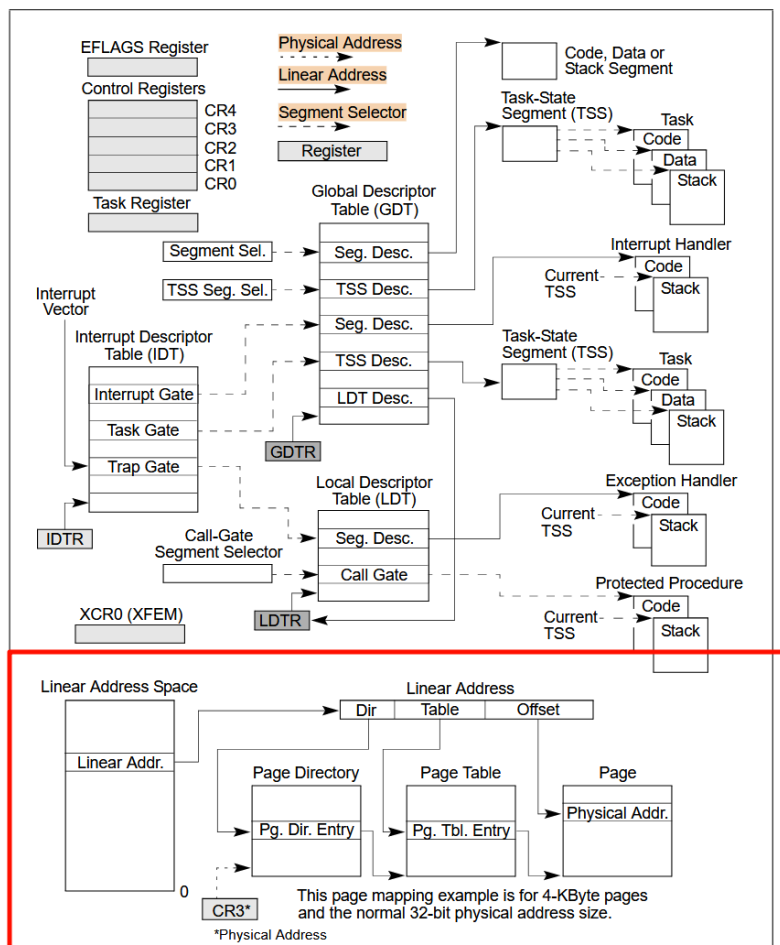 EFLAGS Register
Control Registers
CR4
CR3
CR2
CR1
CR0
Task Register
Physical Address
Linear Address
Segment Selector
Register
Code, Data or
Stack Segment
Task-State
Segment (TSS)
Task
Code
Data
Stack
Global Descriptor
Table (GDT)
Segment Sel.
Seg. Desc.
TSS Seg. Sel.
TSS Desc.
Interrupt Handler
Code
Stack
Current
TSS
Interrupt
Vector
Interrupt Descriptor
Table (IDT)
Seg. Desc.
Interrupt Gate
TSS Desc.
Task Gate
LDT Desc.
Trap Gate
GDTR
IDTR
Task-State
Segment (TSS)
Task
Code
Data
Stack
Local Descriptor
Table (LDT)
Call-Gate
Segment Selector
Seg. Desc.
Call Gate
Exception Handler
Code
Stack
Current
TSS
XCR0 (XFEM)
LDTR
Protected Procedure
Code
Stack
Current
TSS
Linear Address Space
Linear Addr.
0
Linear Address
Dir
Table
Offset
Page Directory
Page Table
Page
Pg. Dir. Entry
Pg. Tbl. Entry
Physical Addr.
CR3*
*Physical Address
This page mapping example is for 4-KByte pages
and the normal 32-bit physical address size.